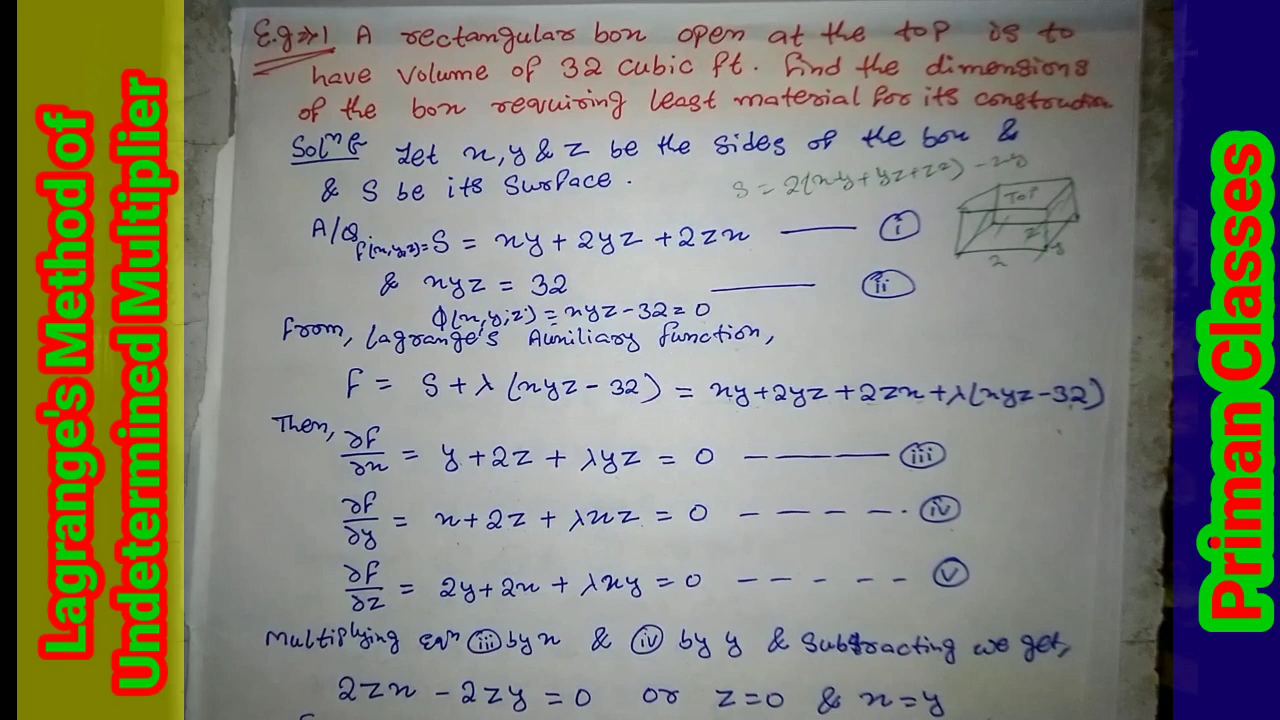 Lagrange's Method of
Undetermined Multiplier
E.g⇒1 A rectangular box open at the top is to
have volume of 32 cubic ft. Find the dimensions
of the box requiring least material for its construction
Solⁿ: Let x, y & z be the sides of the box &
& S be its Surface.
S = 2(xy + yz + zx) - xy
TOP
z
y
x
A/Q f(x,y,z) = S = xy + 2yz + 2zx ——— (i)
& xyz = 32 ——— (ii)
ϕ(x,y,z) = xyz - 32 = 0
From, Lagrange's Auxiliary function,
F = S + λ (xyz - 32) = xy + 2yz + 2zx + λ(xyz - 32)
Then,
∂F/∂x = y + 2z + λyz = 0 ——— (iii)
∂F/∂y = x + 2z + λxz = 0 - - - - (iv)
∂F/∂z = 2y + 2x + λxy = 0 - - - - - (v)
Multiplying eqⁿ (iii) by x & (iv) by y & Subtracting we get,
2zx - 2zy = 0 or z = 0 & x = y
Priman Classes